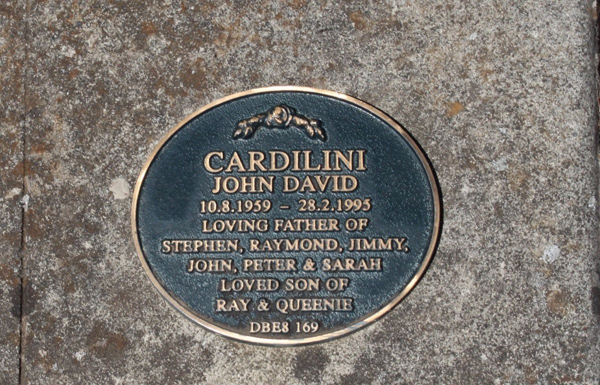 CARDILINI
JOHN DAVID
10.8.1959 – 28.2.1995
LOVING FATHER OF
STEPHEN, RAYMOND, JIMMY,
JOHN, PETER & SARAH
LOVED SON OF
RAY & QUEENIE
DBE8 169